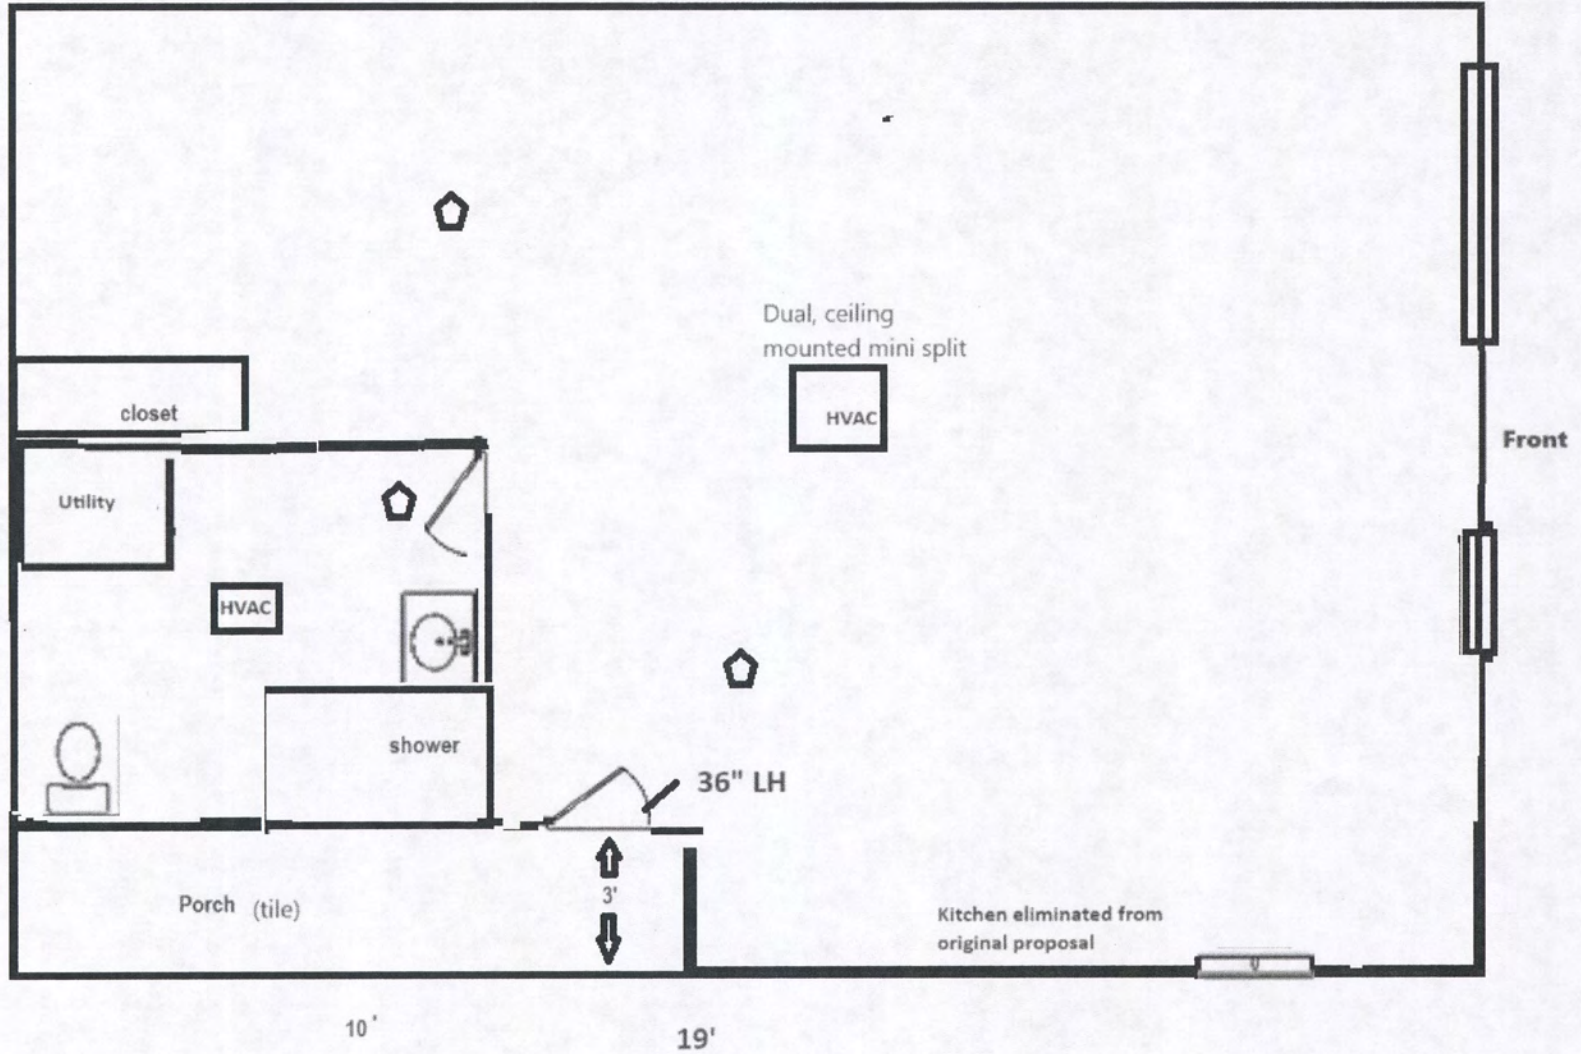 Dual, ceiling
mounted mini split
HVAC
closet
Front
Utility
HVAC
shower
36" LH
3'
Porch (tile)
Kitchen eliminated from
original proposal
10'
19'